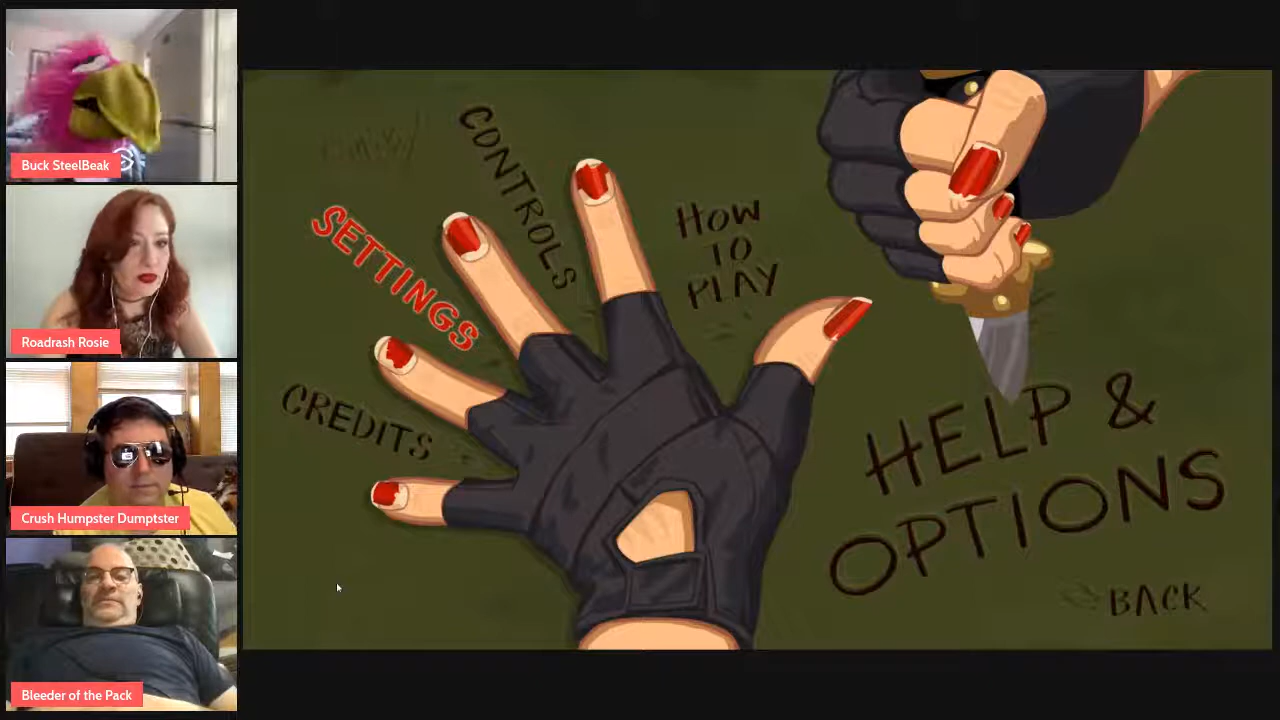 Buck SteelBeak
Roadrash Rosie
Crush Humpster Dumptster
Bleeder of the Pack
CONTROLS
SETTINGS
HOW
TO
PLAY
CREDITS
HELP &
OPTIONS
BACK